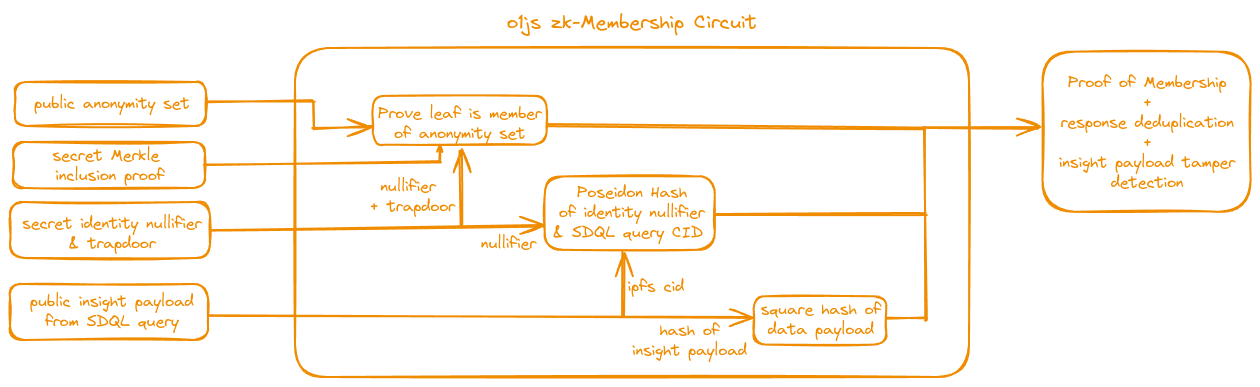 o1js zk-Membership Circuit
public anonymity set
secret Merkle
inclusion proof
secret identity nullifier
& trapdoor
public insight payload
from SDQL query
Prove leaf is member
of anonymity set
nullifier
+ trapdoor
nullifier
Poseidon Hash
of identity nullifier
& SDQL query CID
ipfs cid
hash of
insight payload
square hash of
data payload
Proof of Membership
+
response deduplication
+
insight payload tamper
detection